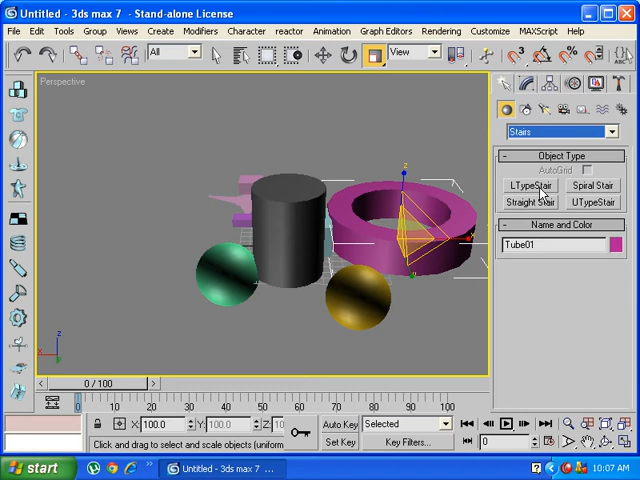 Untitled - 3ds max 7 - Stand-alone License
File Edit Tools Group Views Create Modifiers Character reactor Animation Graph Editors Rendering Customize MAXScript Help
All
View
3
Perspective
Stairs
- Object Type
AutoGrid
LTypeStair Spiral Stair
Straight Stair UTypeStair
- Name and Color
Tube01
z
x
z
x
y
0 / 100
0 10 20 30 40 50 60 70 80 90 100
X: 100.0 Y: 100.0 Z: 10
Auto Key Selected
Set Key Key Filters...
0
Click and drag to select and scale objects (uniform
start
Untitled - 3ds max 7 ...
10:07 AM